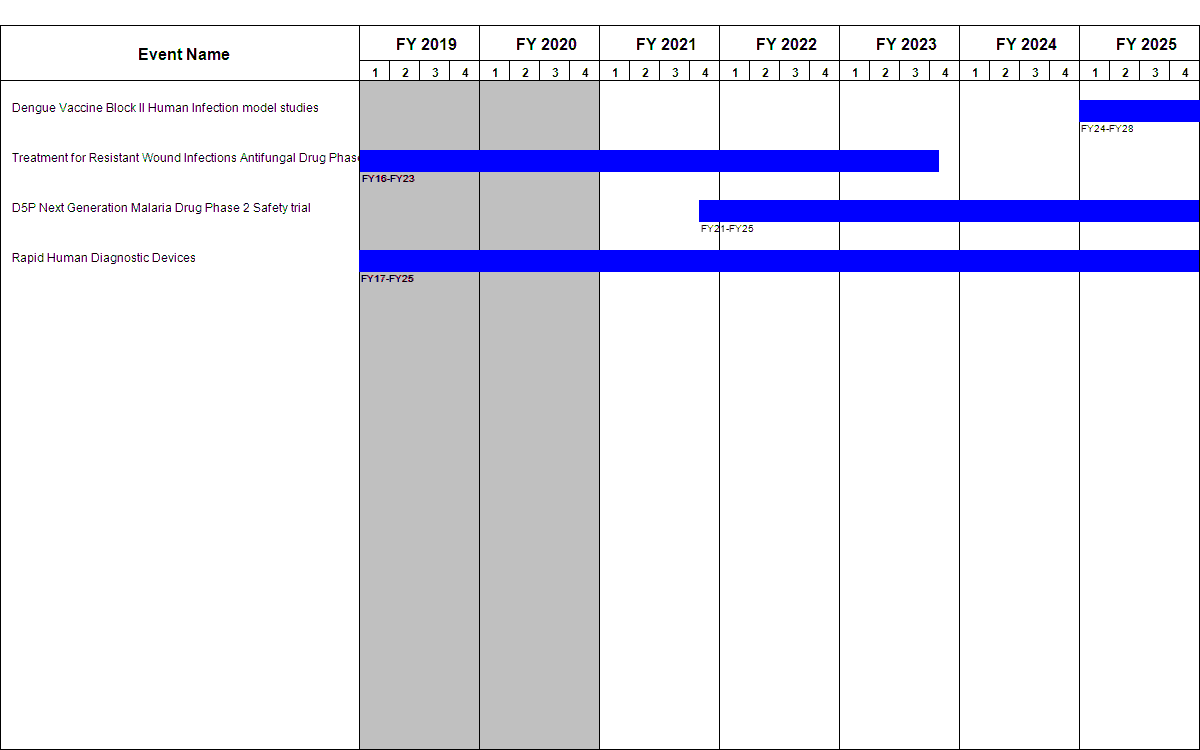 Event Name
FY 2019 FY 2020 FY 2021 FY 2022 FY 2023 FY 2024 FY 2025
1 2 3 4 1 2 3 4 1 2 3 4 1 2 3 4 1 2 3 4 1 2 3 4 1 2 3 4
Dengue Vaccine Block II Human Infection model studies
FY24-FY28
Treatment for Resistant Wound Infections Antifungal Drug Phase
FY16-FY23
D5P Next Generation Malaria Drug Phase 2 Safety trial
FY21-FY25
Rapid Human Diagnostic Devices
FY17-FY25